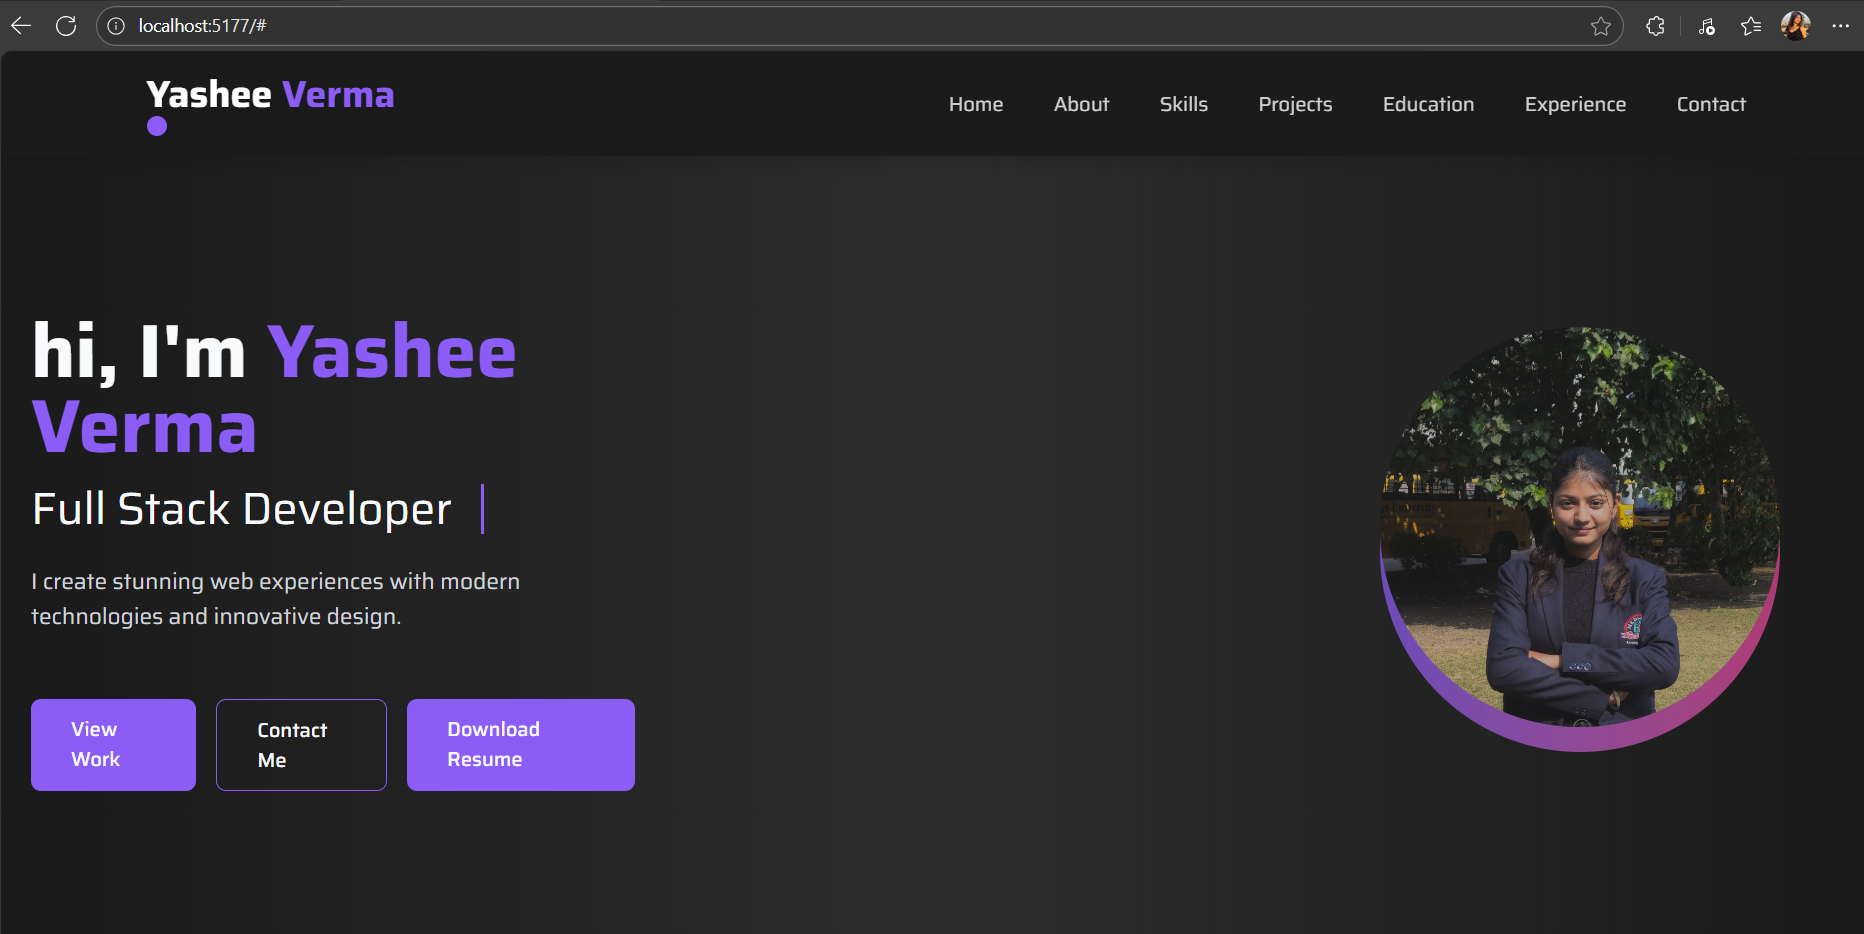 localhost:5177/#
Yashee Verma
Home About Skills Projects Education Experience Contact
hi, I'm Yashee
Verma
Full Stack Developer
I create stunning web experiences with modern
technologies and innovative design.
View
Work
Contact
Me
Download
Resume